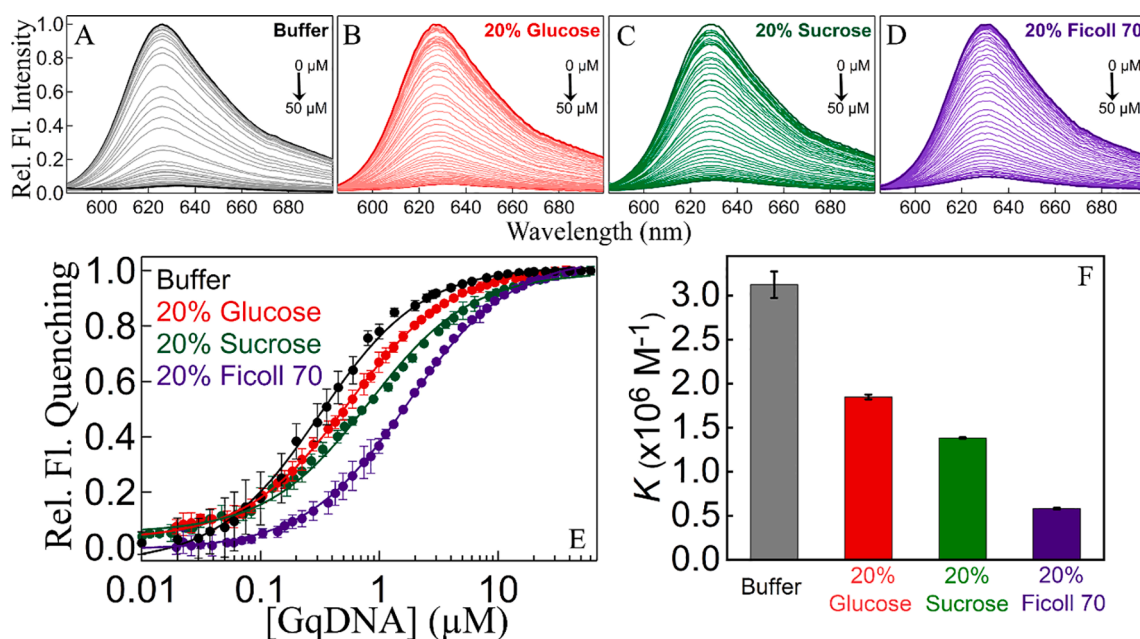 A
Buffer
0 µM
50 µM
B
20% Glucose
0 µM
50 µM
C
20% Sucrose
0 µM
50 µM
D
20% Ficoll 70
0 µM
50 µM
Rel. Fl. Intensity
1.0
0.8
0.6
0.4
0.2
0.0
600 620 640 660 680
600 620 640 660 680
600 620 640 660 680
600 620 640 660 680
Wavelength (nm)
Rel. Fl. Quenching
1.0
0.8
0.6
0.4
0.2
0.0
Buffer
20% Glucose
20% Sucrose
20% Ficoll 70
E
0.01 0.1 1 10
[GqDNA] (µM)
F
K (x10⁶ M⁻¹)
3.0
2.5
2.0
1.5
1.0
0.5
0.0
Buffer
20% Glucose
20% Sucrose
20% Ficoll 70